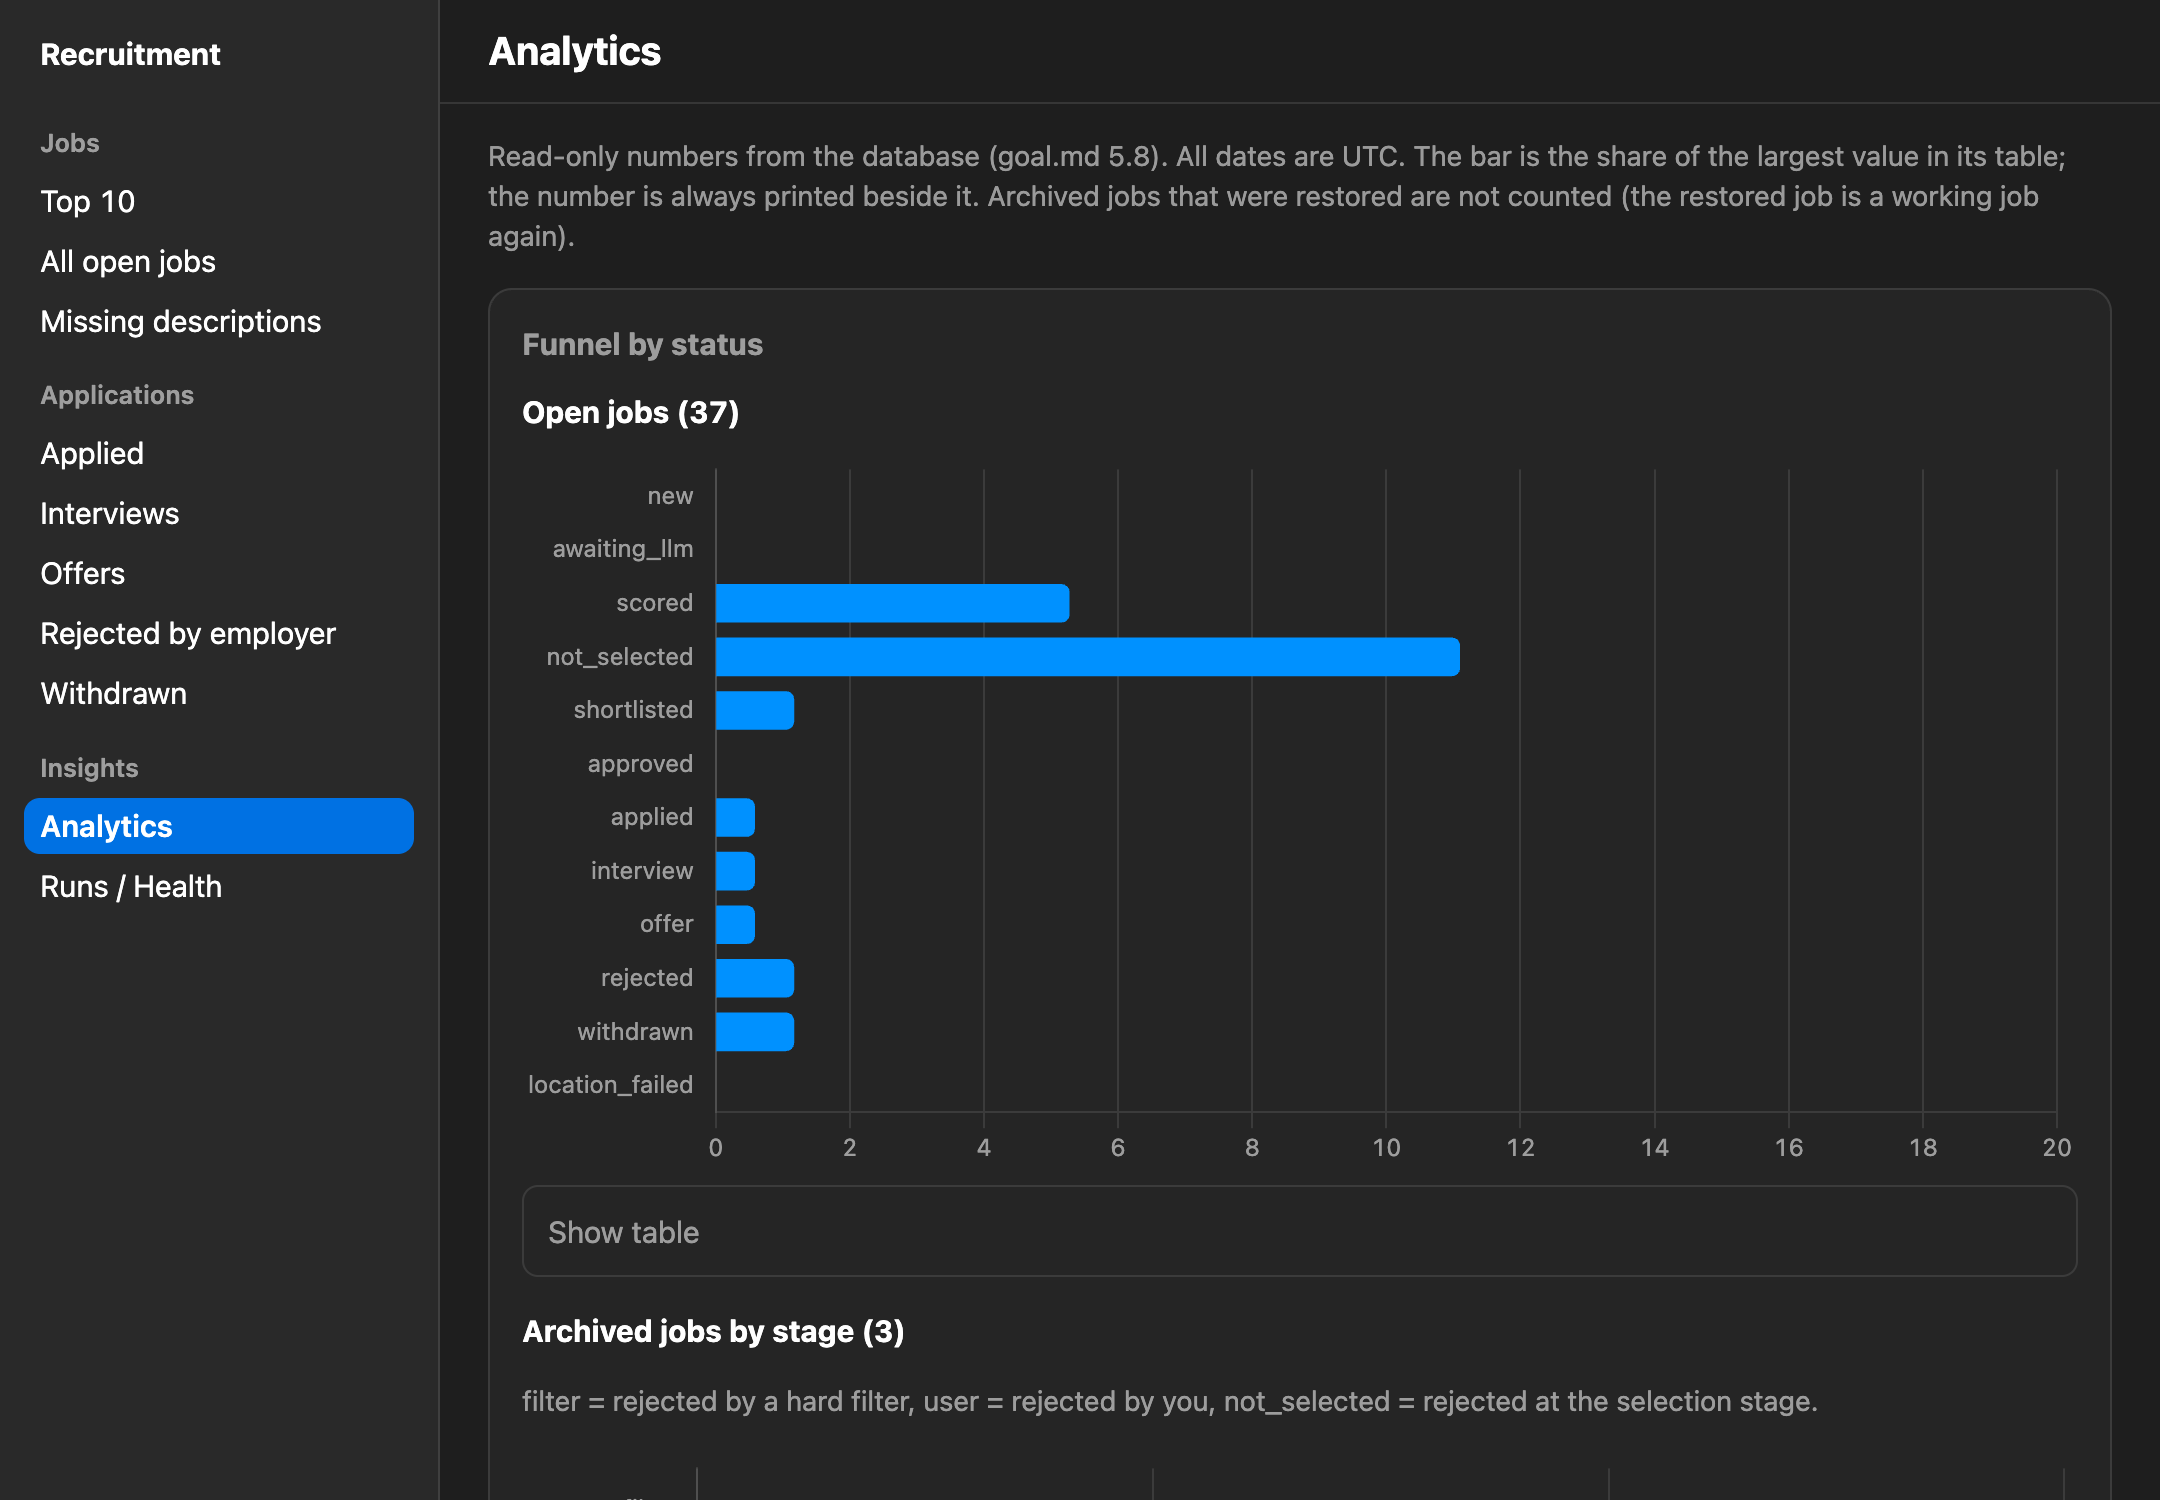 Recruitment
Jobs
Top 10
All open jobs
Missing descriptions
Applications
Applied
Interviews
Offers
Rejected by employer
Withdrawn
Insights
Analytics
Runs / Health
Analytics
Read-only numbers from the database (goal.md 5.8). All dates are UTC. The bar is the share of the largest value in its table;
the number is always printed beside it. Archived jobs that were restored are not counted (the restored job is a working job
again).
Funnel by status
Open jobs (37)
new
awaiting_llm
scored
not_selected
shortlisted
approved
applied
interview
offer
rejected
withdrawn
location_failed
0 2 4 6 8 10 12 14 16 18 20
Show table
Archived jobs by stage (3)
filter = rejected by a hard filter, user = rejected by you, not_selected = rejected at the selection stage.